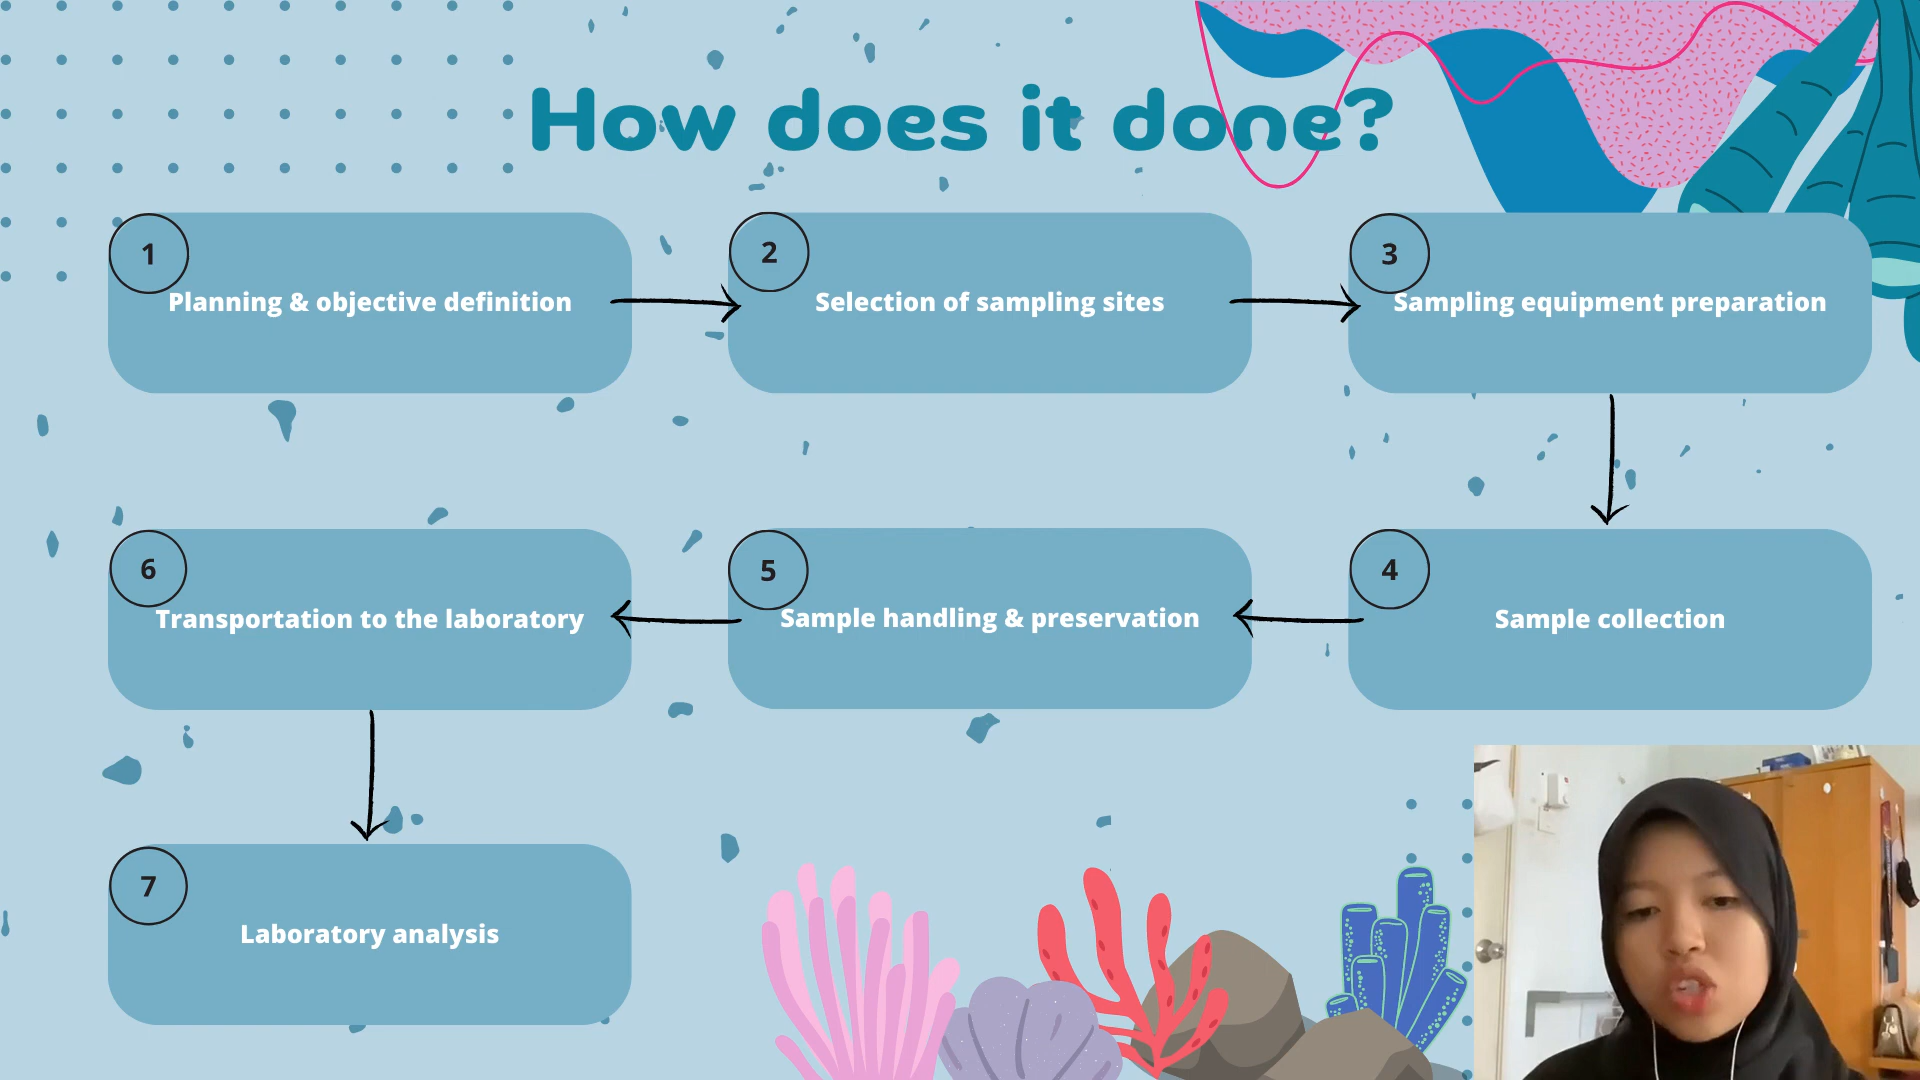 How does it done?
1
Planning & objective definition
2
Selection of sampling sites
3
Sampling equipment preparation
4
Sample collection
5
Sample handling & preservation
6
Transportation to the laboratory
7
Laboratory analysis